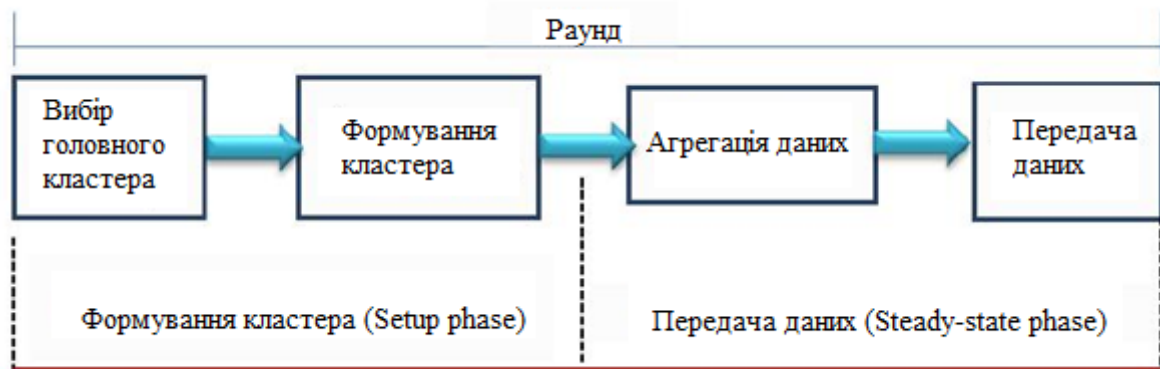 Раунд
Вибір
головного
кластера
Формування
кластера
Агрегація даних
Передача
даних
Формування кластера (Setup phase)
Передача даних (Steady-state phase)